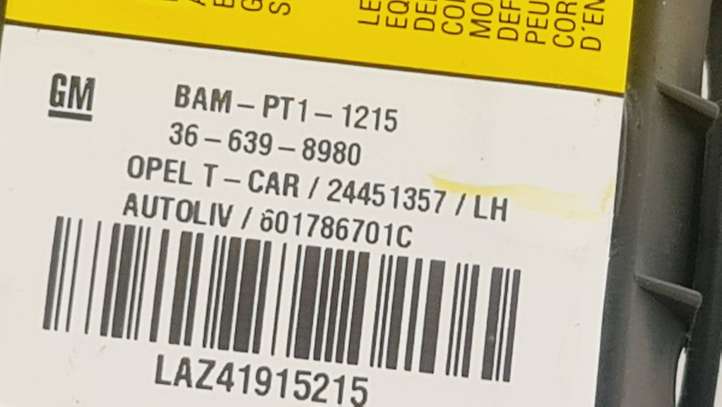 GM
BAM-PT1-1215
36-639-8980
OPEL T-CAR/24451357/LH
AUTOLIV/601786701C
LAZ41915215